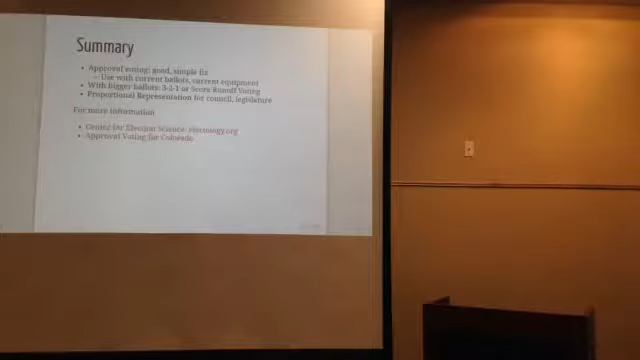 Summary
• Approval voting: good, simple fix
– Use with current ballots, current equipment
• With bigger ballots: 3-2-1 or Score Runoff Voting
• Proportional Representation for council, legislature
For more information
• Center for Election Science: electology.org
• Approval Voting for Colorado